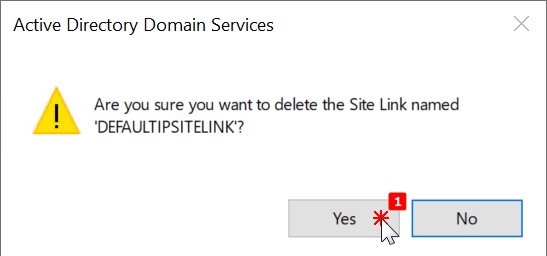 Active Directory Domain Services
Are you sure you want to delete the Site Link named
'DEFAULTIPSITELINK'?
1
Yes
No